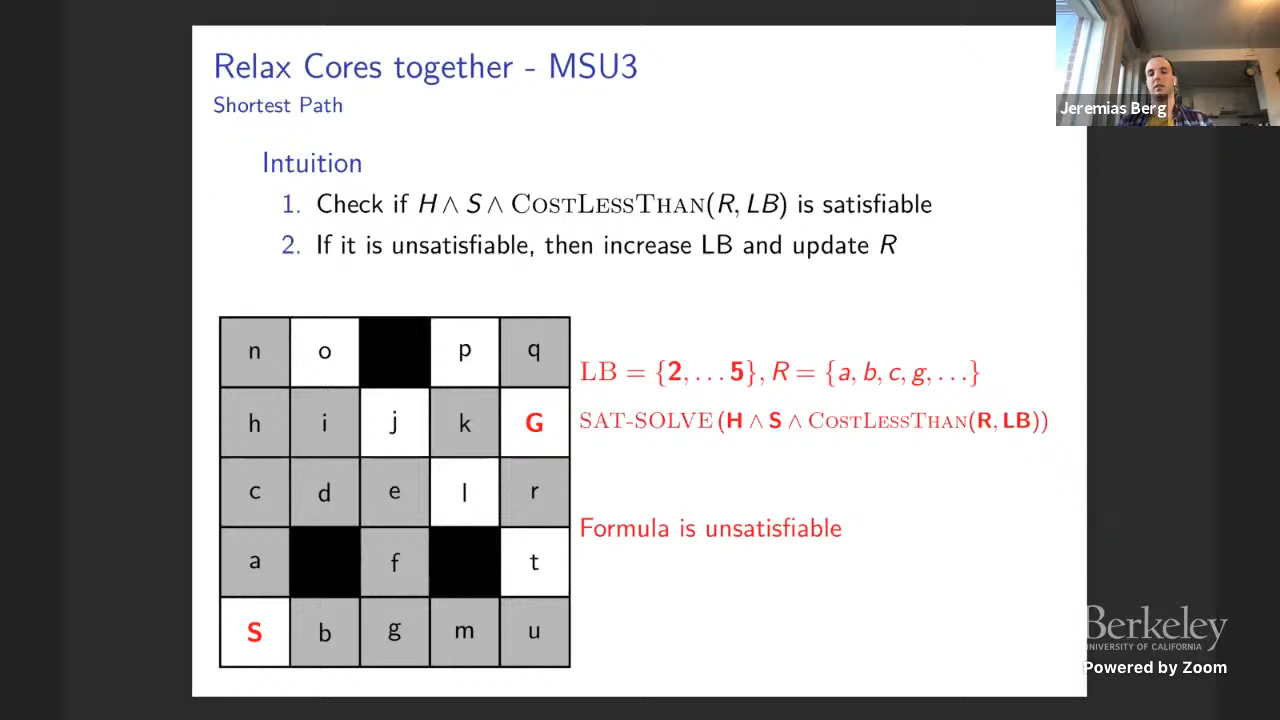 Relax Cores together - MSU3
Shortest Path
Jeremias Berg
Intuition
1. Check if H ∧ S ∧ COSTLESSTHAN(R, LB) is satisfiable
2. If it is unsatisfiable, then increase LB and update R
n o p q
h i j k G
c d e l r
a f t
S b g m u
LB = {2, . . . 5}, R = {a, b, c, g, . . .}
SAT-SOLVE (H ∧ S ∧ COSTLESSTHAN(R, LB))
Formula is unsatisfiable
Berkeley
UNIVERSITY OF CALIFORNIA
Powered by Zoom